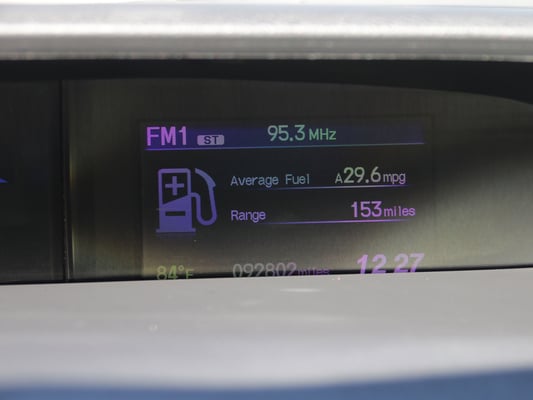 FM1 ST 95.3 MHz
Average Fuel A29.6 mpg
Range 153 miles
84°F 092802 miles 12:27